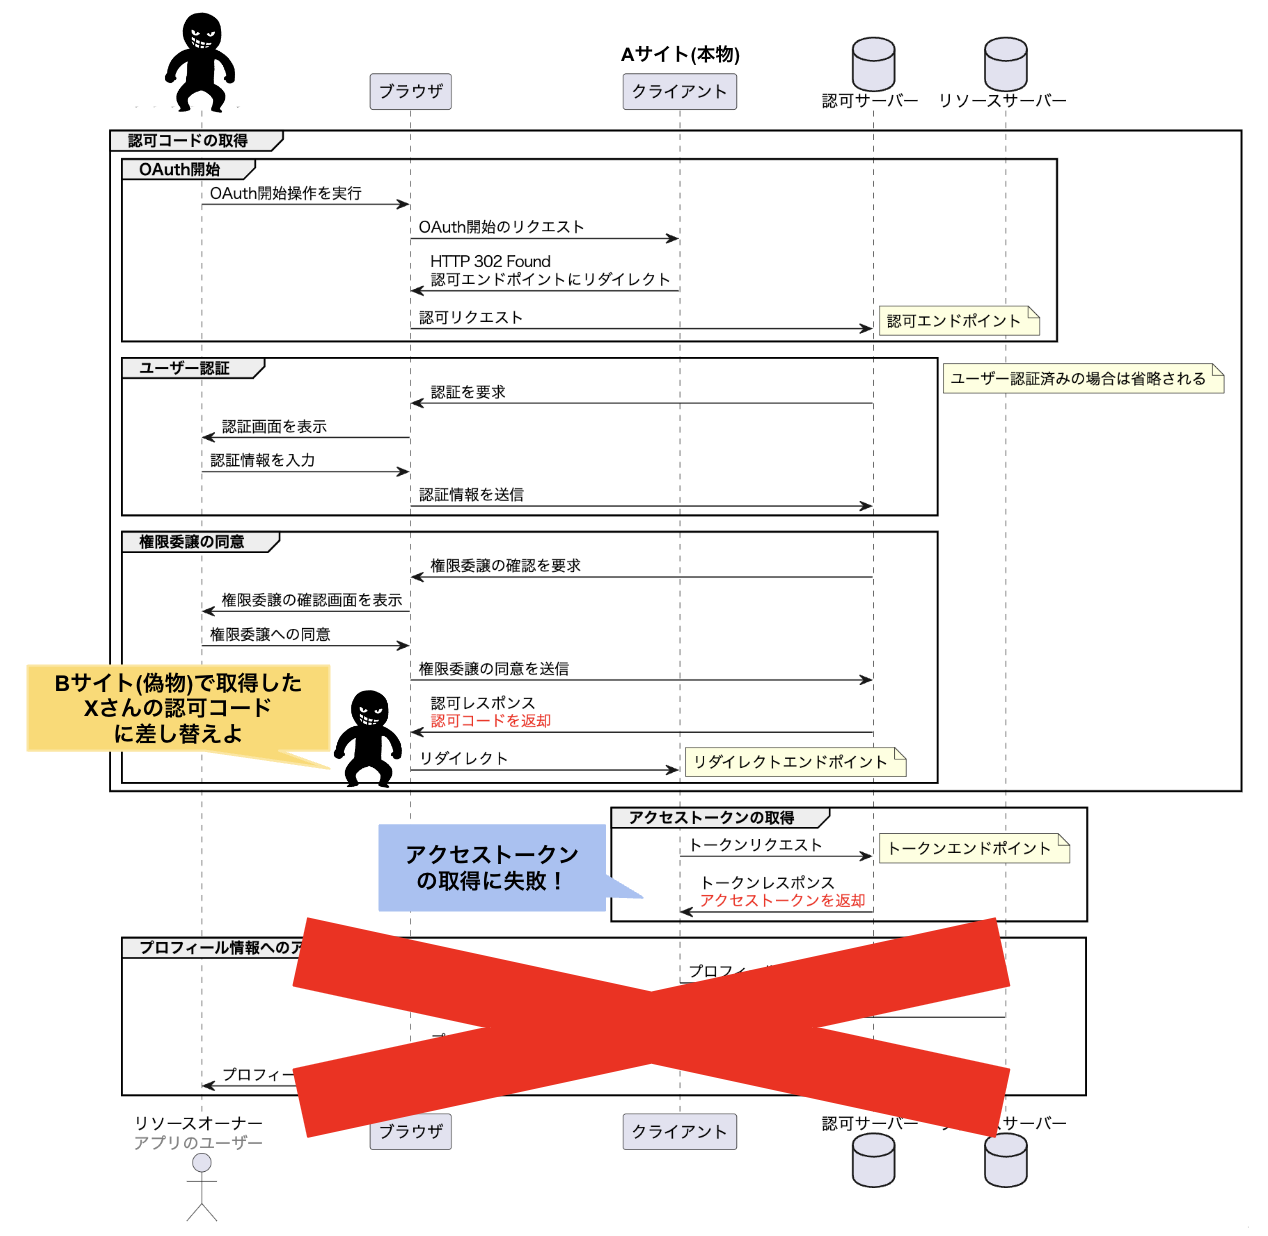 Aサイト(本物)
ブラウザ
クライアント
認可サーバー
リソースサーバー
認可コードの取得
OAuth開始
OAuth開始操作を実行
OAuth開始のリクエスト
HTTP 302 Found
認可エンドポイントにリダイレクト
認可リクエスト
認可エンドポイント
ユーザー認証
ユーザー認証済みの場合は省略される
認証を要求
認証画面を表示
認証情報を入力
認証情報を送信
権限委譲の同意
権限委譲の確認を要求
権限委譲の確認画面を表示
権限委譲への同意
権限委譲の同意を送信
Bサイト(偽物)で取得した
Xさんの認可コード
に差し替えよ
認可レスポンス
認可コードを返却
リダイレクト
リダイレクトエンドポイント
アクセストークンの取得
トークンリクエスト
トークンエンドポイント
アクセストークン
の取得に失敗！
トークンレスポンス
アクセストークンを返却
プロフィール情報への
プロフィ
プロフィー
リソースオーナー
アプリのユーザー
ブラウザ
クライアント
認可サーバー
スサーバー